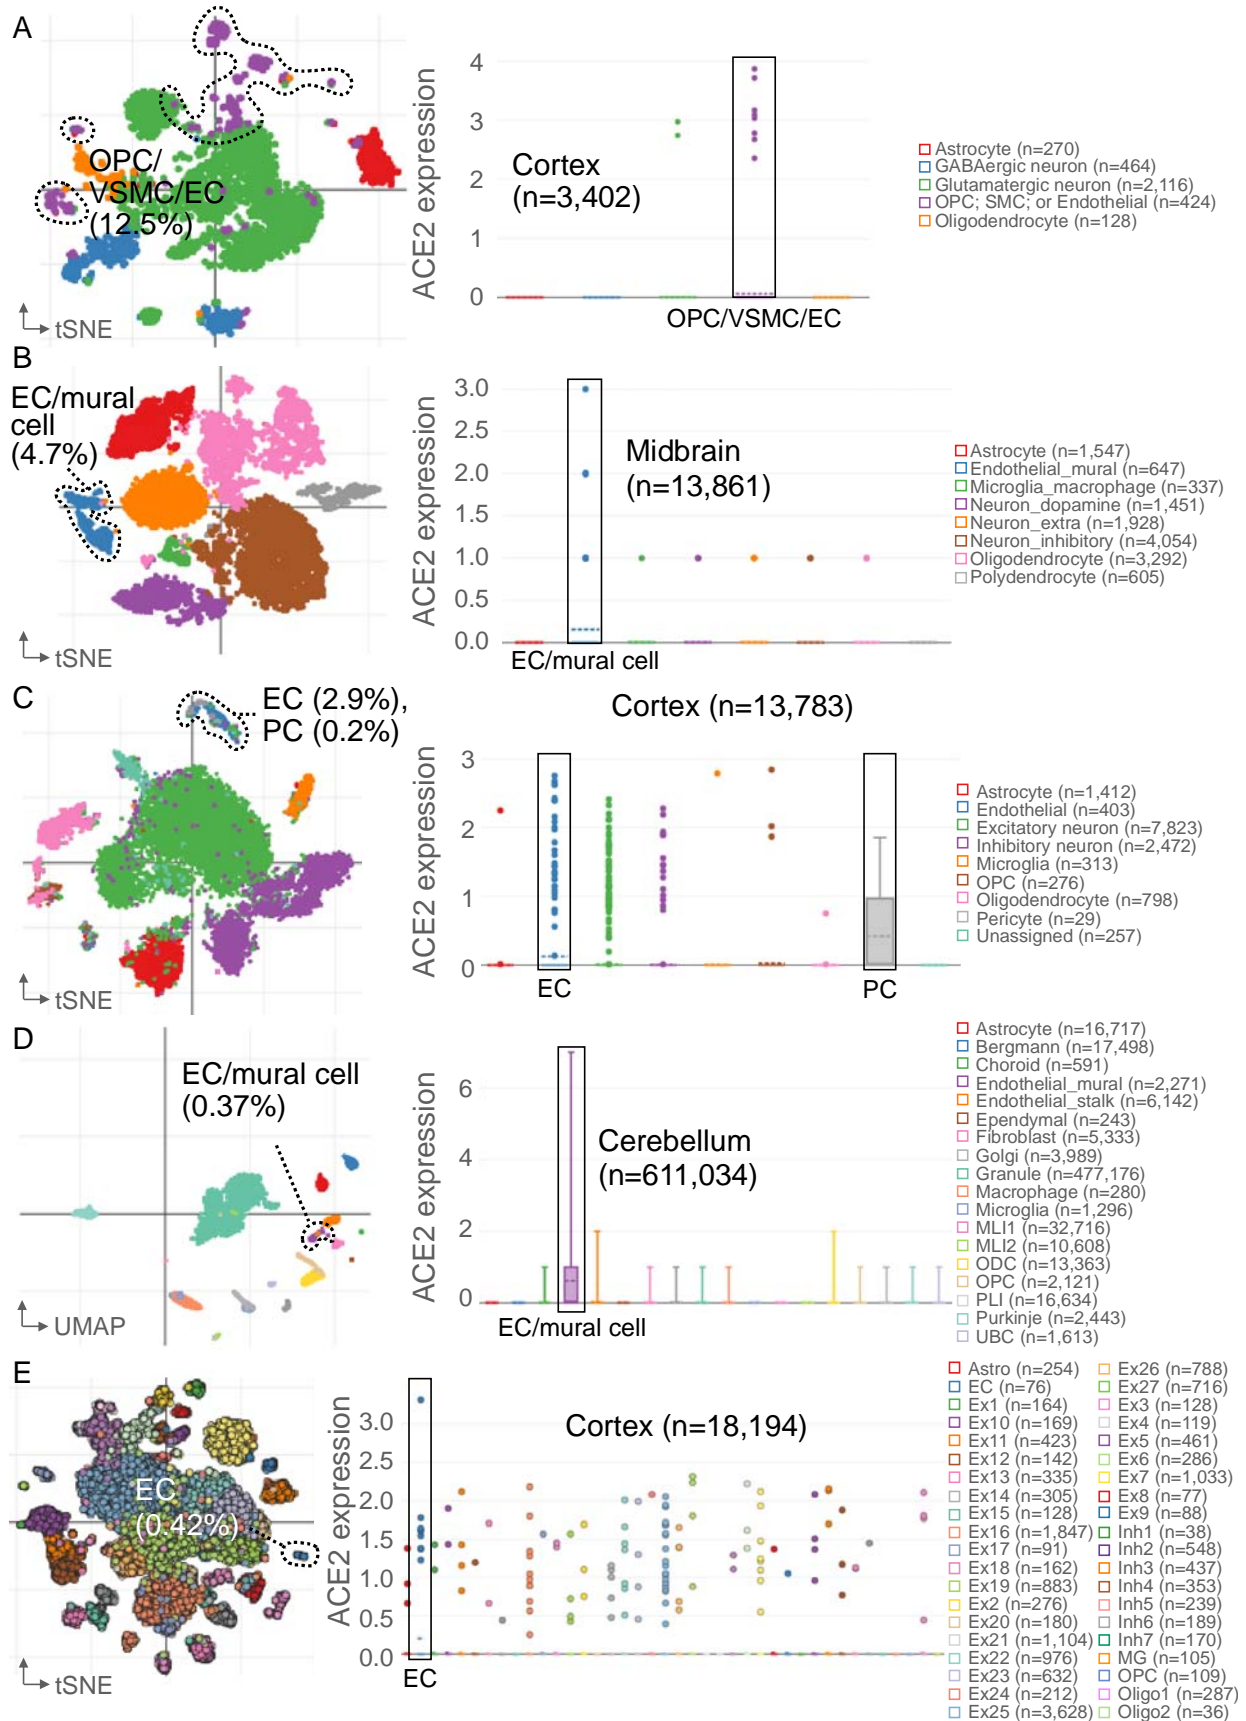 A
OPC/
VSMC/EC
(12.5%)
tSNE
ACE2 expression
4
3
2
1
0
Cortex
(n=3,402)
OPC/VSMC/EC
Astrocyte (n=270)
GABAergic neuron (n=464)
Glutamatergic neuron (n=2,116)
OPC; SMC; or Endothelial (n=424)
Oligodendrocyte (n=128)
B
EC/mural
cell
(4.7%)
tSNE
ACE2 expression
3.0
2.5
2.0
1.5
1.0
0.5
0.0
Midbrain
(n=13,861)
EC/mural cell
Astrocyte (n=1,547)
Endothelial_mural (n=647)
Microglia_macrophage (n=337)
Neuron_dopamine (n=1,451)
Neuron_extra (n=1,928)
Neuron_inhibitory (n=4,054)
Oligodendrocyte (n=3,292)
Polydendrocyte (n=605)
C
EC (2.9%),
PC (0.2%)
tSNE
Cortex (n=13,783)
ACE2 expression
3
2
1
0
EC
PC
Astrocyte (n=1,412)
Endothelial (n=403)
Excitatory neuron (n=7,823)
Inhibitory neuron (n=2,472)
Microglia (n=313)
OPC (n=276)
Oligodendrocyte (n=798)
Pericyte (n=29)
Unassigned (n=257)
D
EC/mural cell
(0.37%)
UMAP
ACE2 expression
6
4
2
0
Cerebellum
(n=611,034)
EC/mural cell
Astrocyte (n=16,717)
Bergmann (n=17,498)
Choroid (n=591)
Endothelial_mural (n=2,271)
Endothelial_stalk (n=6,142)
Ependymal (n=243)
Fibroblast (n=5,333)
Golgi (n=3,989)
Granule (n=477,176)
Macrophage (n=280)
Microglia (n=1,296)
MLI1 (n=32,716)
MLI2 (n=10,608)
ODC (n=13,363)
OPC (n=2,121)
PLI (n=16,634)
Purkinje (n=2,443)
UBC (n=1,613)
E
EC
(0.42%)
tSNE
ACE2 expression
3.0
2.5
2.0
1.5
1.0
0.5
0.0
Cortex (n=18,194)
EC
Astro (n=254)
EC (n=76)
Ex1 (n=164)
Ex10 (n=169)
Ex11 (n=423)
Ex12 (n=142)
Ex13 (n=335)
Ex14 (n=305)
Ex15 (n=128)
Ex16 (n=1,847)
Ex17 (n=91)
Ex18 (n=162)
Ex19 (n=883)
Ex2 (n=276)
Ex20 (n=180)
Ex21 (n=1,104)
Ex22 (n=976)
Ex23 (n=632)
Ex24 (n=212)
Ex25 (n=3,628)
Ex26 (n=788)
Ex27 (n=716)
Ex3 (n=128)
Ex4 (n=119)
Ex5 (n=461)
Ex6 (n=286)
Ex7 (n=1,033)
Ex8 (n=77)
Ex9 (n=88)
Inh1 (n=38)
Inh2 (n=548)
Inh3 (n=437)
Inh4 (n=353)
Inh5 (n=239)
Inh6 (n=189)
Inh7 (n=170)
MG (n=105)
OPC (n=109)
Oligo1 (n=287)
Oligo2 (n=36)